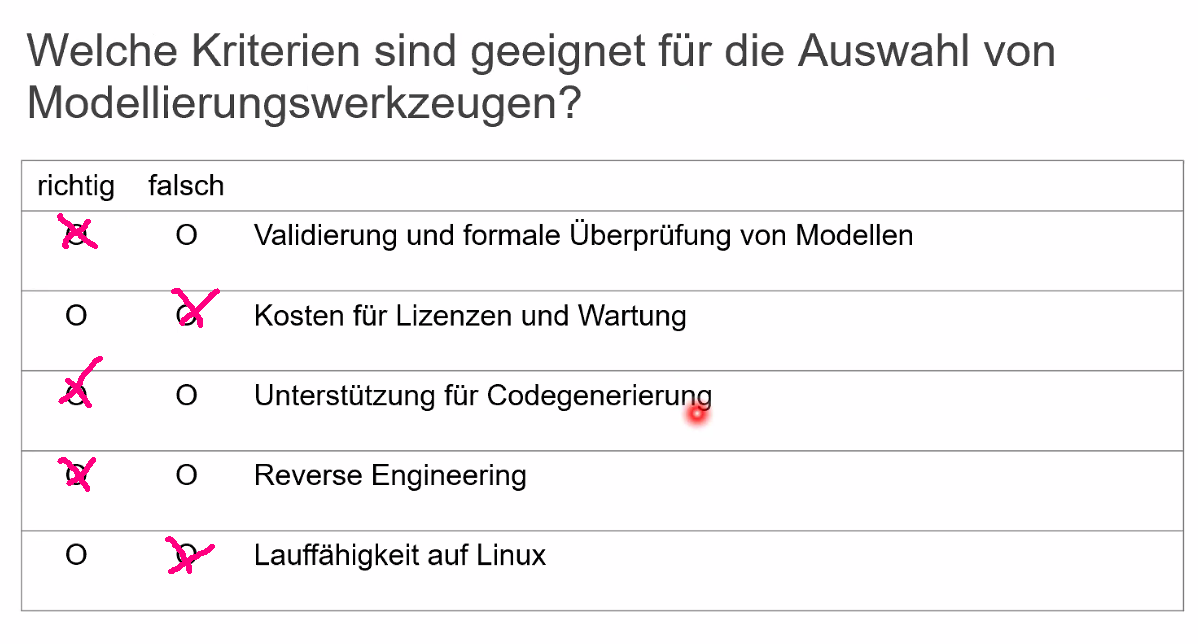 Welche Kriterien sind geeignet für die Auswahl von
Modellierungswerkzeugen?
richtig falsch
O O Validierung und formale Überprüfung von Modellen
O O Kosten für Lizenzen und Wartung
O O Unterstützung für Codegenerierung
O O Reverse Engineering
O O Lauffähigkeit auf Linux